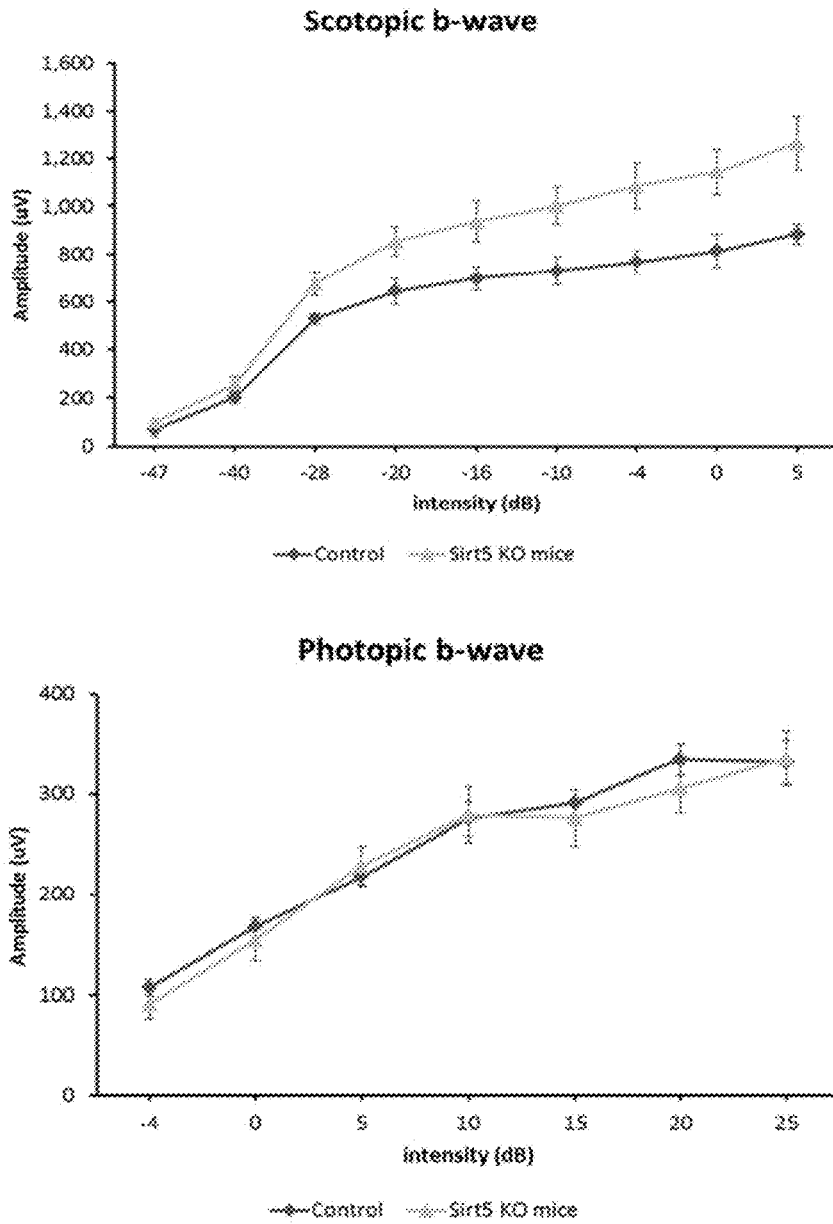 Scotopic b-wave
1,600
1,400
1,200
1,000
800
600
400
200
0
Amplitude (uV)
-47 -40 -28 -20 -16 -10 -4 0 5
intensity (dB)
Control Sirt5 KO mice
Photopic b-wave
400
300
200
100
0
Amplitude (uV)
-4 0 5 10 15 20 25
intensity (dB)
Control Sirt5 KO mice